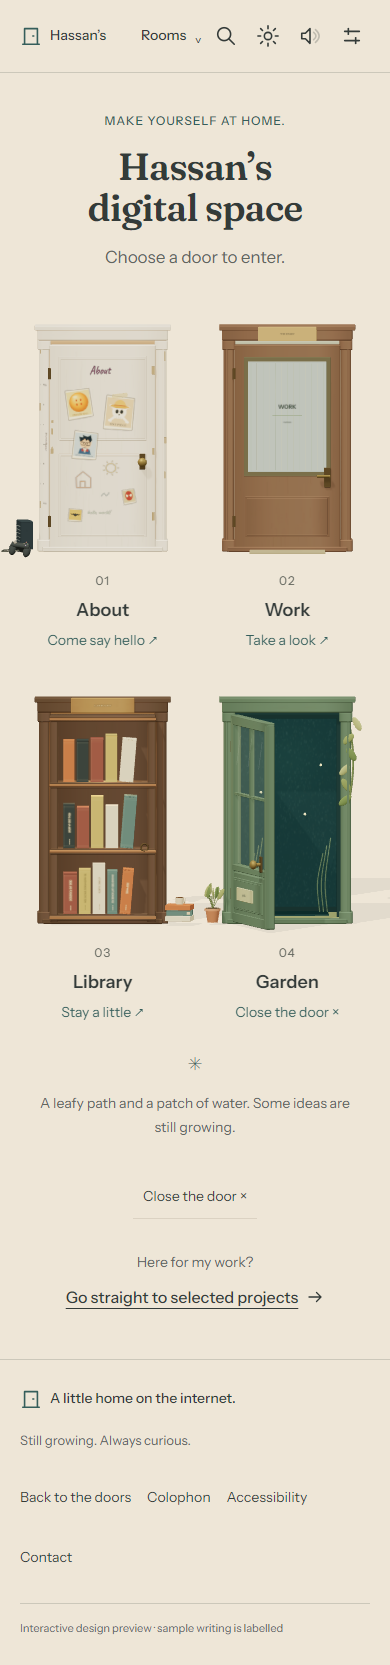 Hassan's
Rooms
MAKE YOURSELF AT HOME.
Hassan's
digital space
Choose a door to enter.
About
hello world!
WORK
01
About
Come say hello ↗
02
Work
Take a look ↗
03
Library
Stay a little ↗
04
Garden
Close the door ×
A leafy path and a patch of water. Some ideas are
still growing.
Close the door ×
Here for my work?
Go straight to selected projects →
A little home on the internet.
Still growing. Always curious.
Back to the doors Colophon Accessibility
Contact
Interactive design preview · sample writing is labelled